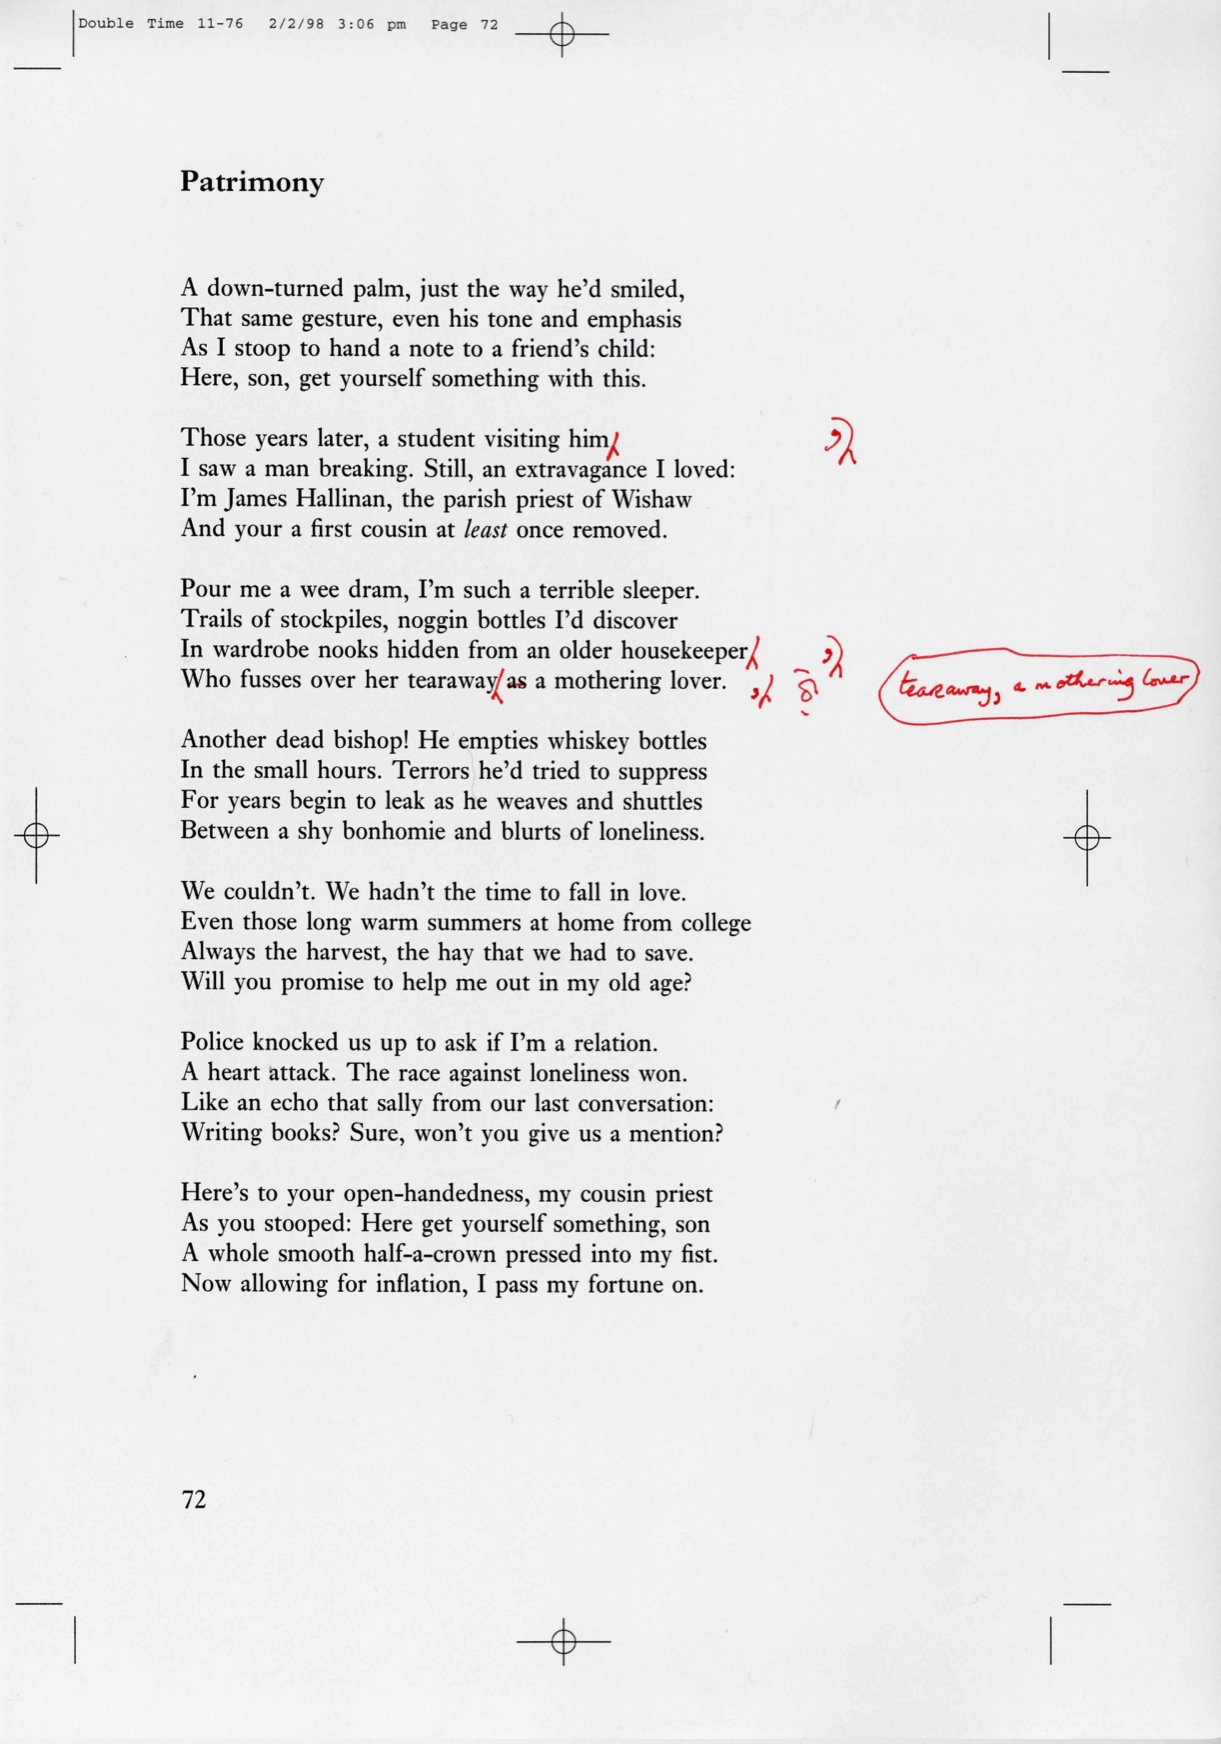 Double Time 11-76 2/2/98 3:06 pm Page 72
Patrimony
A down-turned palm, just the way he'd smiled,
That same gesture, even his tone and emphasis
As I stoop to hand a note to a friend's child:
Here, son, get yourself something with this.
Those years later, a student visiting him ,
I saw a man breaking. Still, an extravagance I loved:
I'm James Hallinan, the parish priest of Wishaw
And your a first cousin at least once removed.
Pour me a wee dram, I'm such a terrible sleeper.
Trails of stockpiles, noggin bottles I'd discover
In wardrobe nooks hidden from an older housekeeper ,
Who fusses over her tearaway as a mothering lover. , tearaway, a mothering lover
Another dead bishop! He empties whiskey bottles
In the small hours. Terrors he'd tried to suppress
For years begin to leak as he weaves and shuttles
Between a shy bonhomie and blurts of loneliness.
We couldn't. We hadn't the time to fall in love.
Even those long warm summers at home from college
Always the harvest, the hay that we had to save.
Will you promise to help me out in my old age?
Police knocked us up to ask if I'm a relation.
A heart attack. The race against loneliness won.
Like an echo that sally from our last conversation:
Writing books? Sure, won't you give us a mention?
Here's to your open-handedness, my cousin priest
As you stooped: Here get yourself something, son
A whole smooth half-a-crown pressed into my fist.
Now allowing for inflation, I pass my fortune on.
72